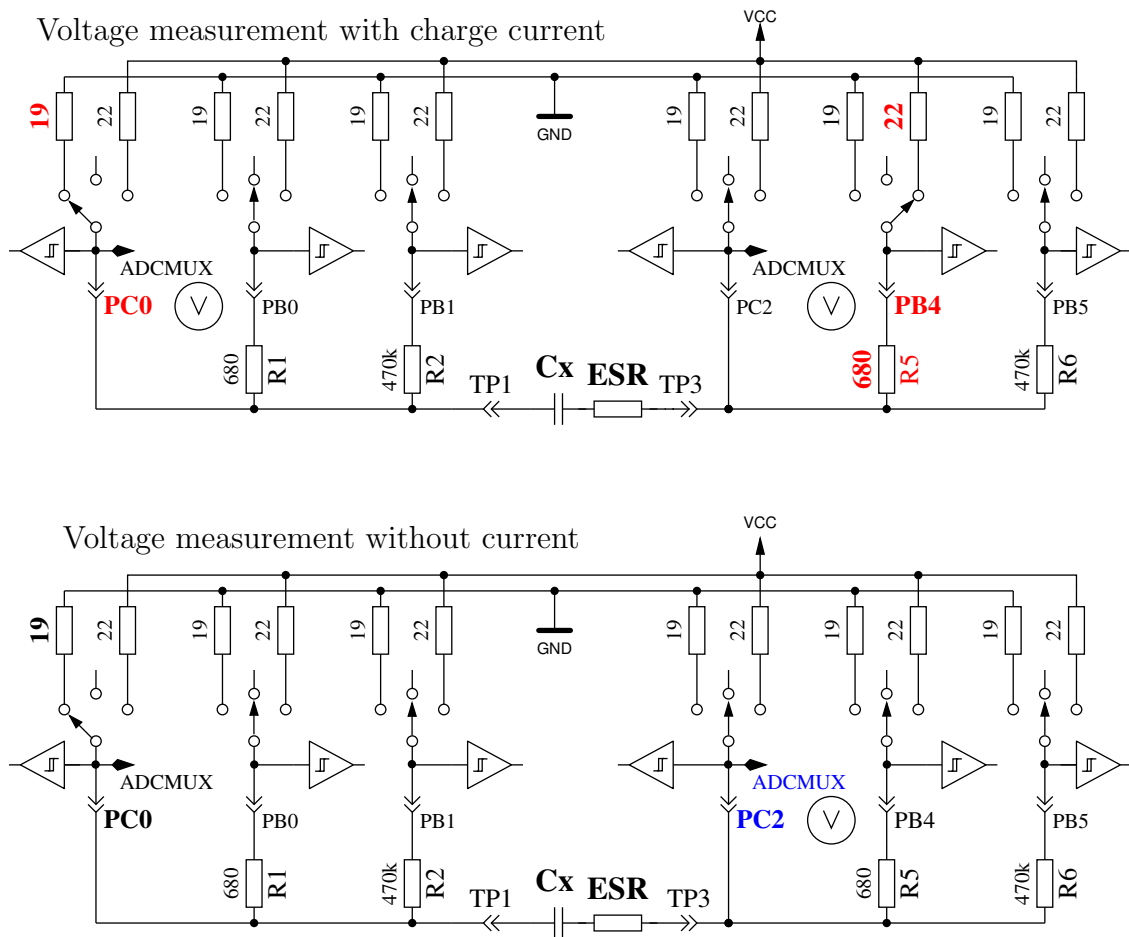 Voltage measurement with charge current
VCC
19 22 19 22 19 22 19 22 19 22 19 22
GND
ADCMUX ADCMUX
PC0 V PB0 PB1 PC2 V PB4 PB5
680 R1 470k R2 680 R5 470k R6
TP1 Cx ESR TP3
Voltage measurement without current
VCC
19 22 19 22 19 22 19 22 19 22 19 22
GND
ADCMUX ADCMUX
PC0 PB0 PB1 PC2 V PB4 PB5
680 R1 470k R2 680 R5 470k R6
TP1 Cx ESR TP3